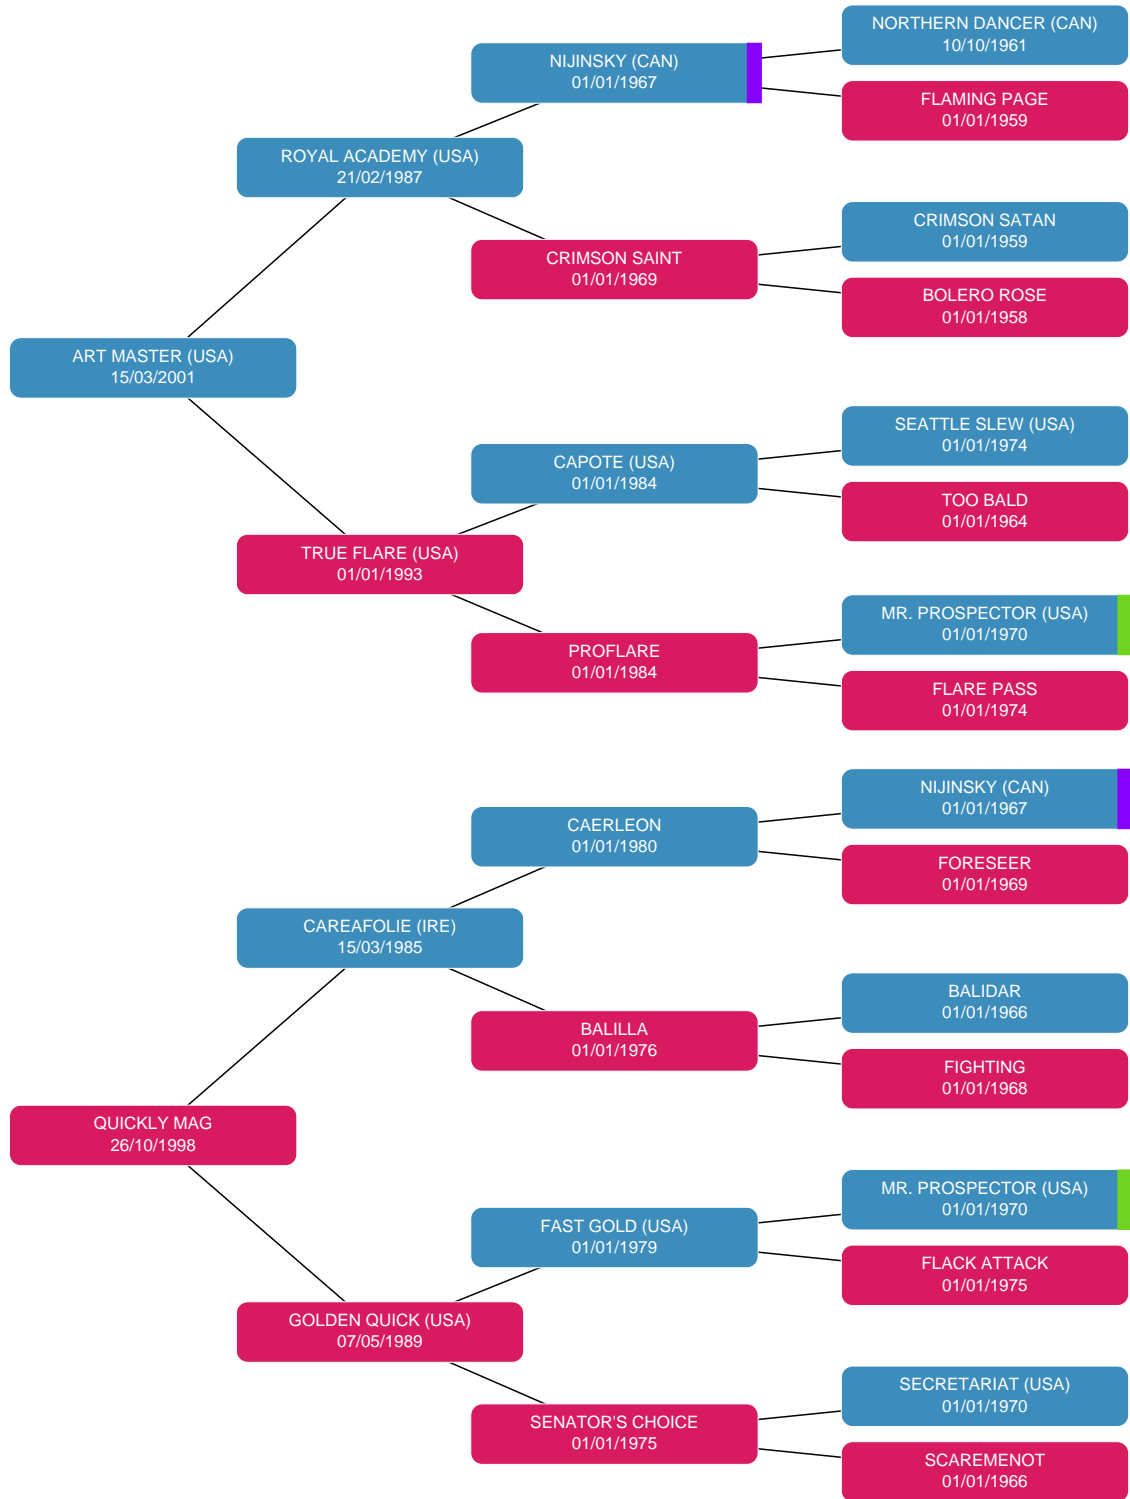 NORTHERN DANCER (CAN)
10/10/1961
NIJINSKY (CAN)
01/01/1967
FLAMING PAGE
01/01/1959
ROYAL ACADEMY (USA)
21/02/1987
CRIMSON SATAN
01/01/1959
CRIMSON SAINT
01/01/1969
BOLERO ROSE
01/01/1958
ART MASTER (USA)
15/03/2001
SEATTLE SLEW (USA)
01/01/1974
CAPOTE (USA)
01/01/1984
TOO BALD
01/01/1964
TRUE FLARE (USA)
01/01/1993
MR. PROSPECTOR (USA)
01/01/1970
PROFLARE
01/01/1984
FLARE PASS
01/01/1974
NIJINSKY (CAN)
01/01/1967
CAERLEON
01/01/1980
FORESEER
01/01/1969
CAREAFOLIE (IRE)
15/03/1985
BALIDAR
01/01/1966
BALILLA
01/01/1976
FIGHTING
01/01/1968
QUICKLY MAG
26/10/1998
MR. PROSPECTOR (USA)
01/01/1970
FAST GOLD (USA)
01/01/1979
FLACK ATTACK
01/01/1975
GOLDEN QUICK (USA)
07/05/1989
SECRETARIAT (USA)
01/01/1970
SENATOR'S CHOICE
01/01/1975
SCAREMENOT
01/01/1966